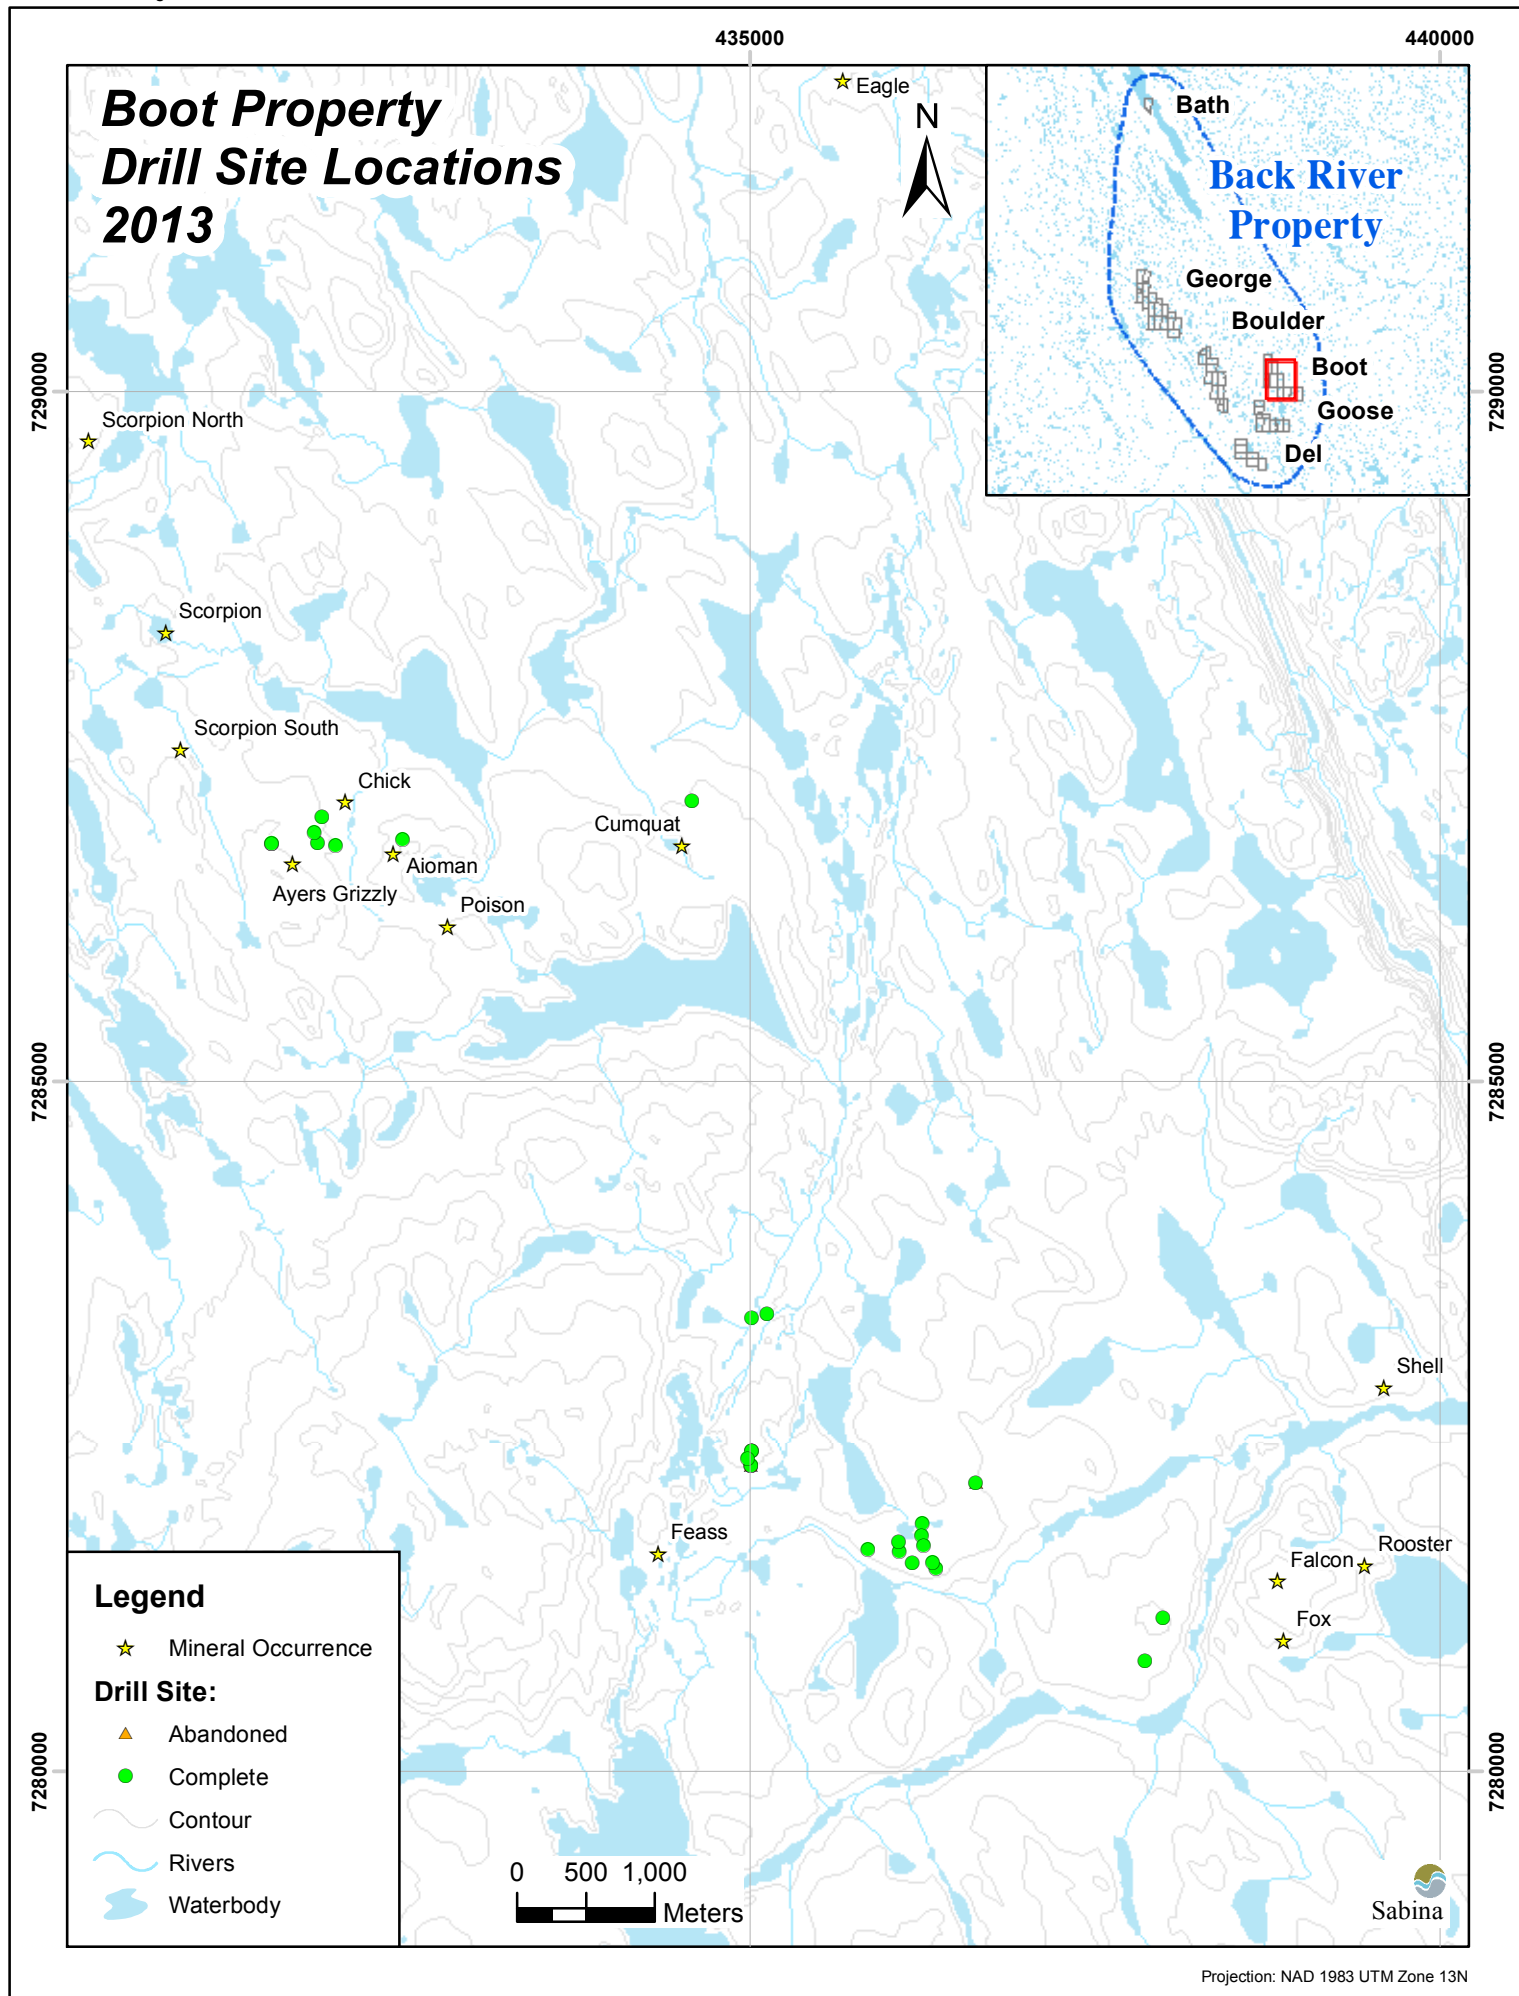 435000
440000
Boot Property
Drill Site Locations
2013
Eagle
N
Bath
Back River
Property
George
Boulder
Boot
Goose
Del
7290000
7290000
Scorpion North
Scorpion
Scorpion South
Chick
Cumquat
Aioman
Ayers Grizzly
Poison
7285000
7285000
Shell
Feass
Rooster
Falcon
Fox
Legend
Mineral Occurrence
Drill Site:
Abandoned
Complete
Contour
Rivers
Waterbody
7280000
7280000
0 500 1,000
Meters
Sabina
Projection: NAD 1983 UTM Zone 13N